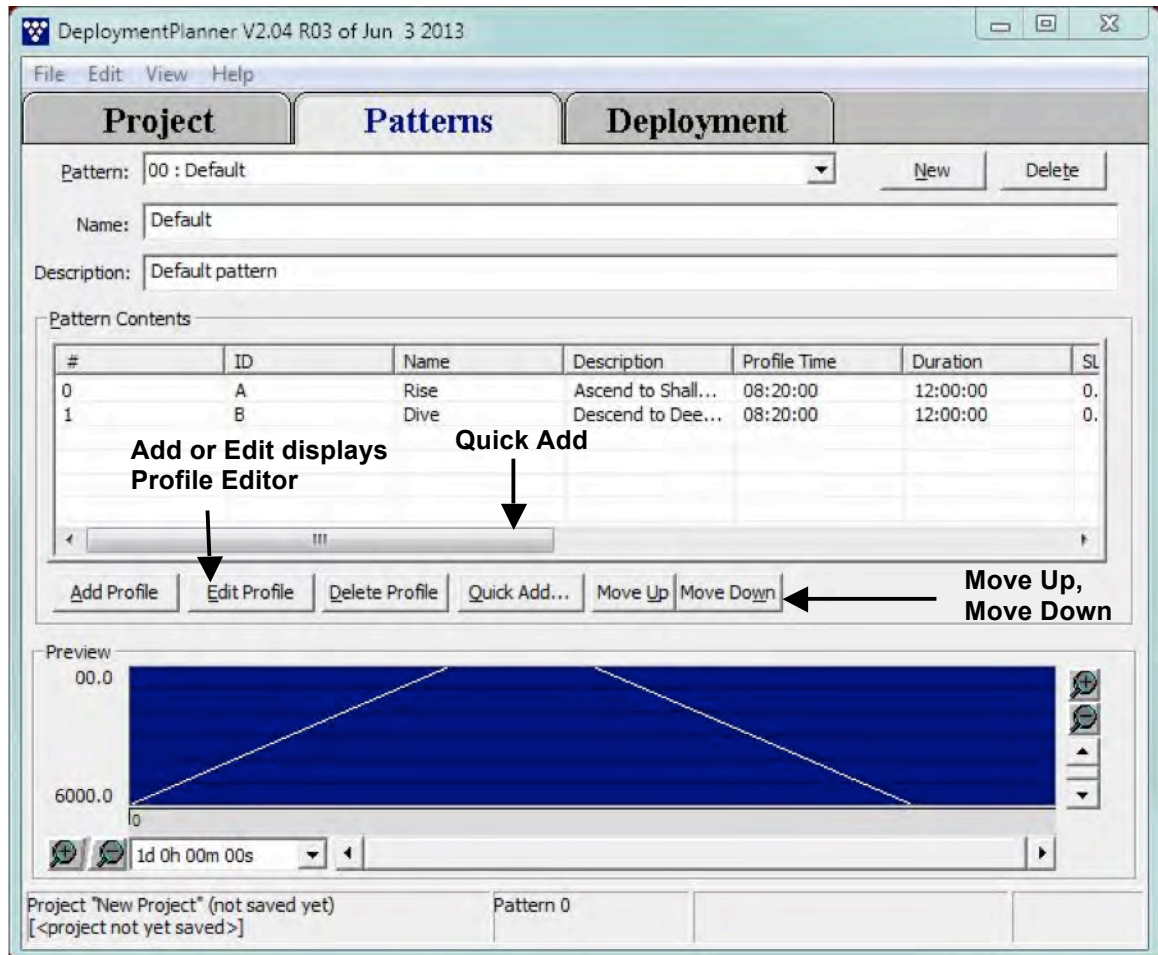 DeploymentPlanner V2.04 R03 of Jun 3 2013
File Edit View Help
Project Patterns Deployment
Pattern: 00 : Default New Delete
Name: Default
Description: Default pattern
Pattern Contents
# ID Name Description Profile Time Duration SL
0 A Rise Ascend to Shall... 08:20:00 12:00:00 0.
1 B Dive Descend to Dee... 08:20:00 12:00:00 0.
Add or Edit displays
Profile Editor
Quick Add
Add Profile Edit Profile Delete Profile Quick Add... Move Up Move Down
Move Up,
Move Down
Preview
00.0
6000.0
0
1d 0h 00m 00s
Project "New Project" (not saved yet) Pattern 0
[<project not yet saved>]